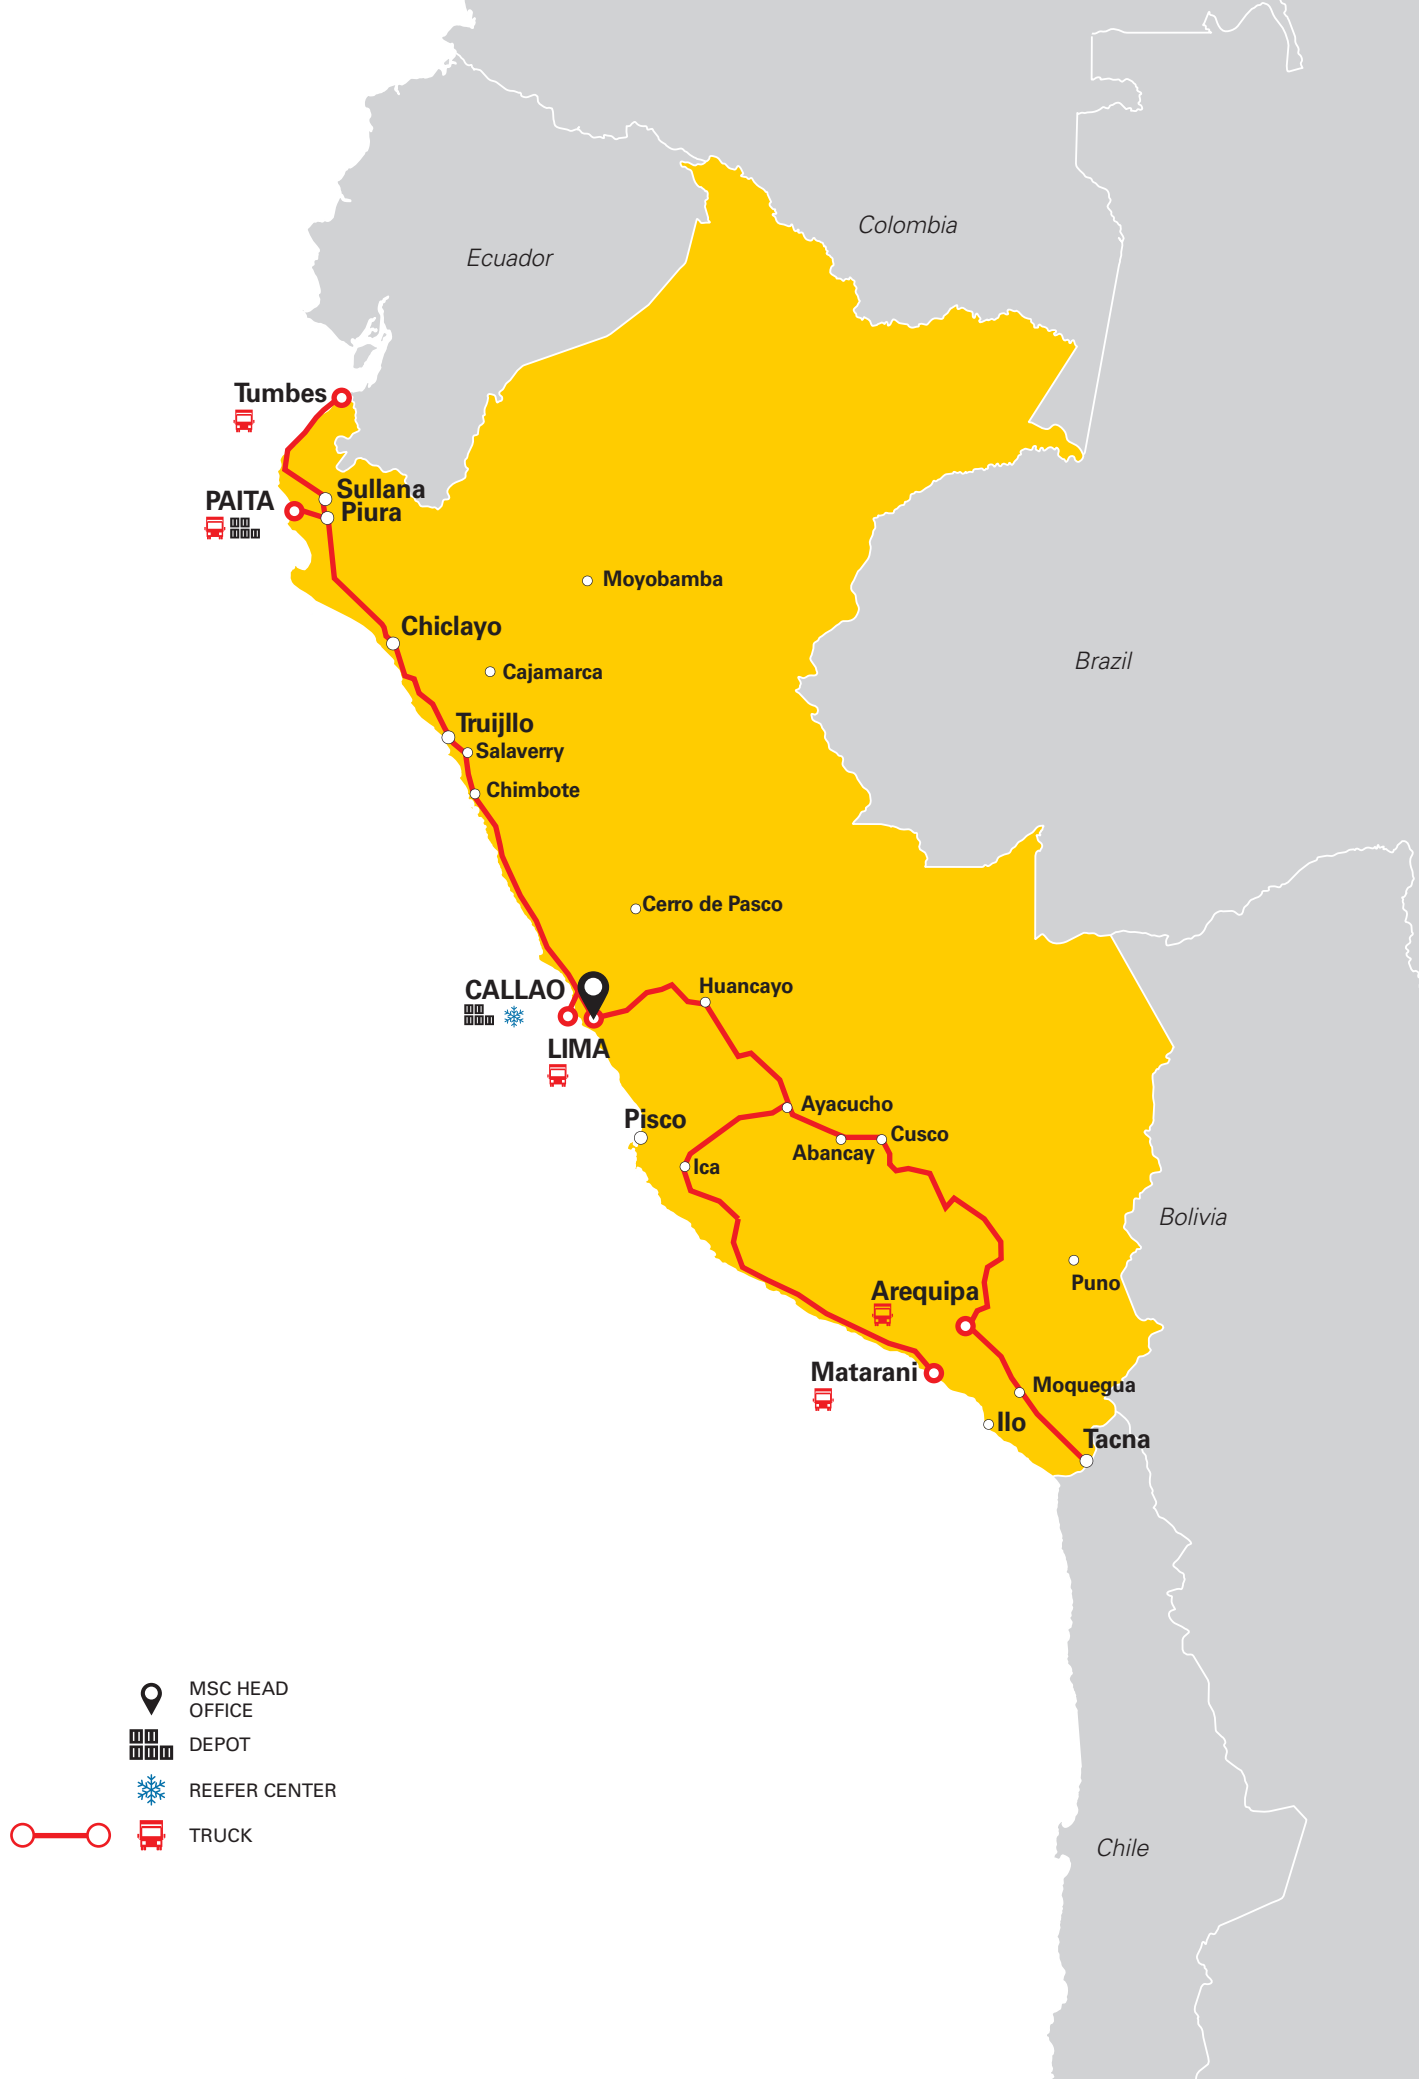 Colombia
Ecuador
Tumbes
Sullana
PAITA
Piura
Moyobamba
Chiclayo
Brazil
Cajamarca
Truijllo
Salaverry
Chimbote
Cerro de Pasco
CALLAO
Huancayo
LIMA
Ayacucho
Pisco
Cusco
Abancay
Ica
Bolivia
Puno
Arequipa
Matarani
Moquegua
Ilo
Tacna
MSC HEAD
OFFICE
DEPOT
REEFER CENTER
TRUCK
Chile